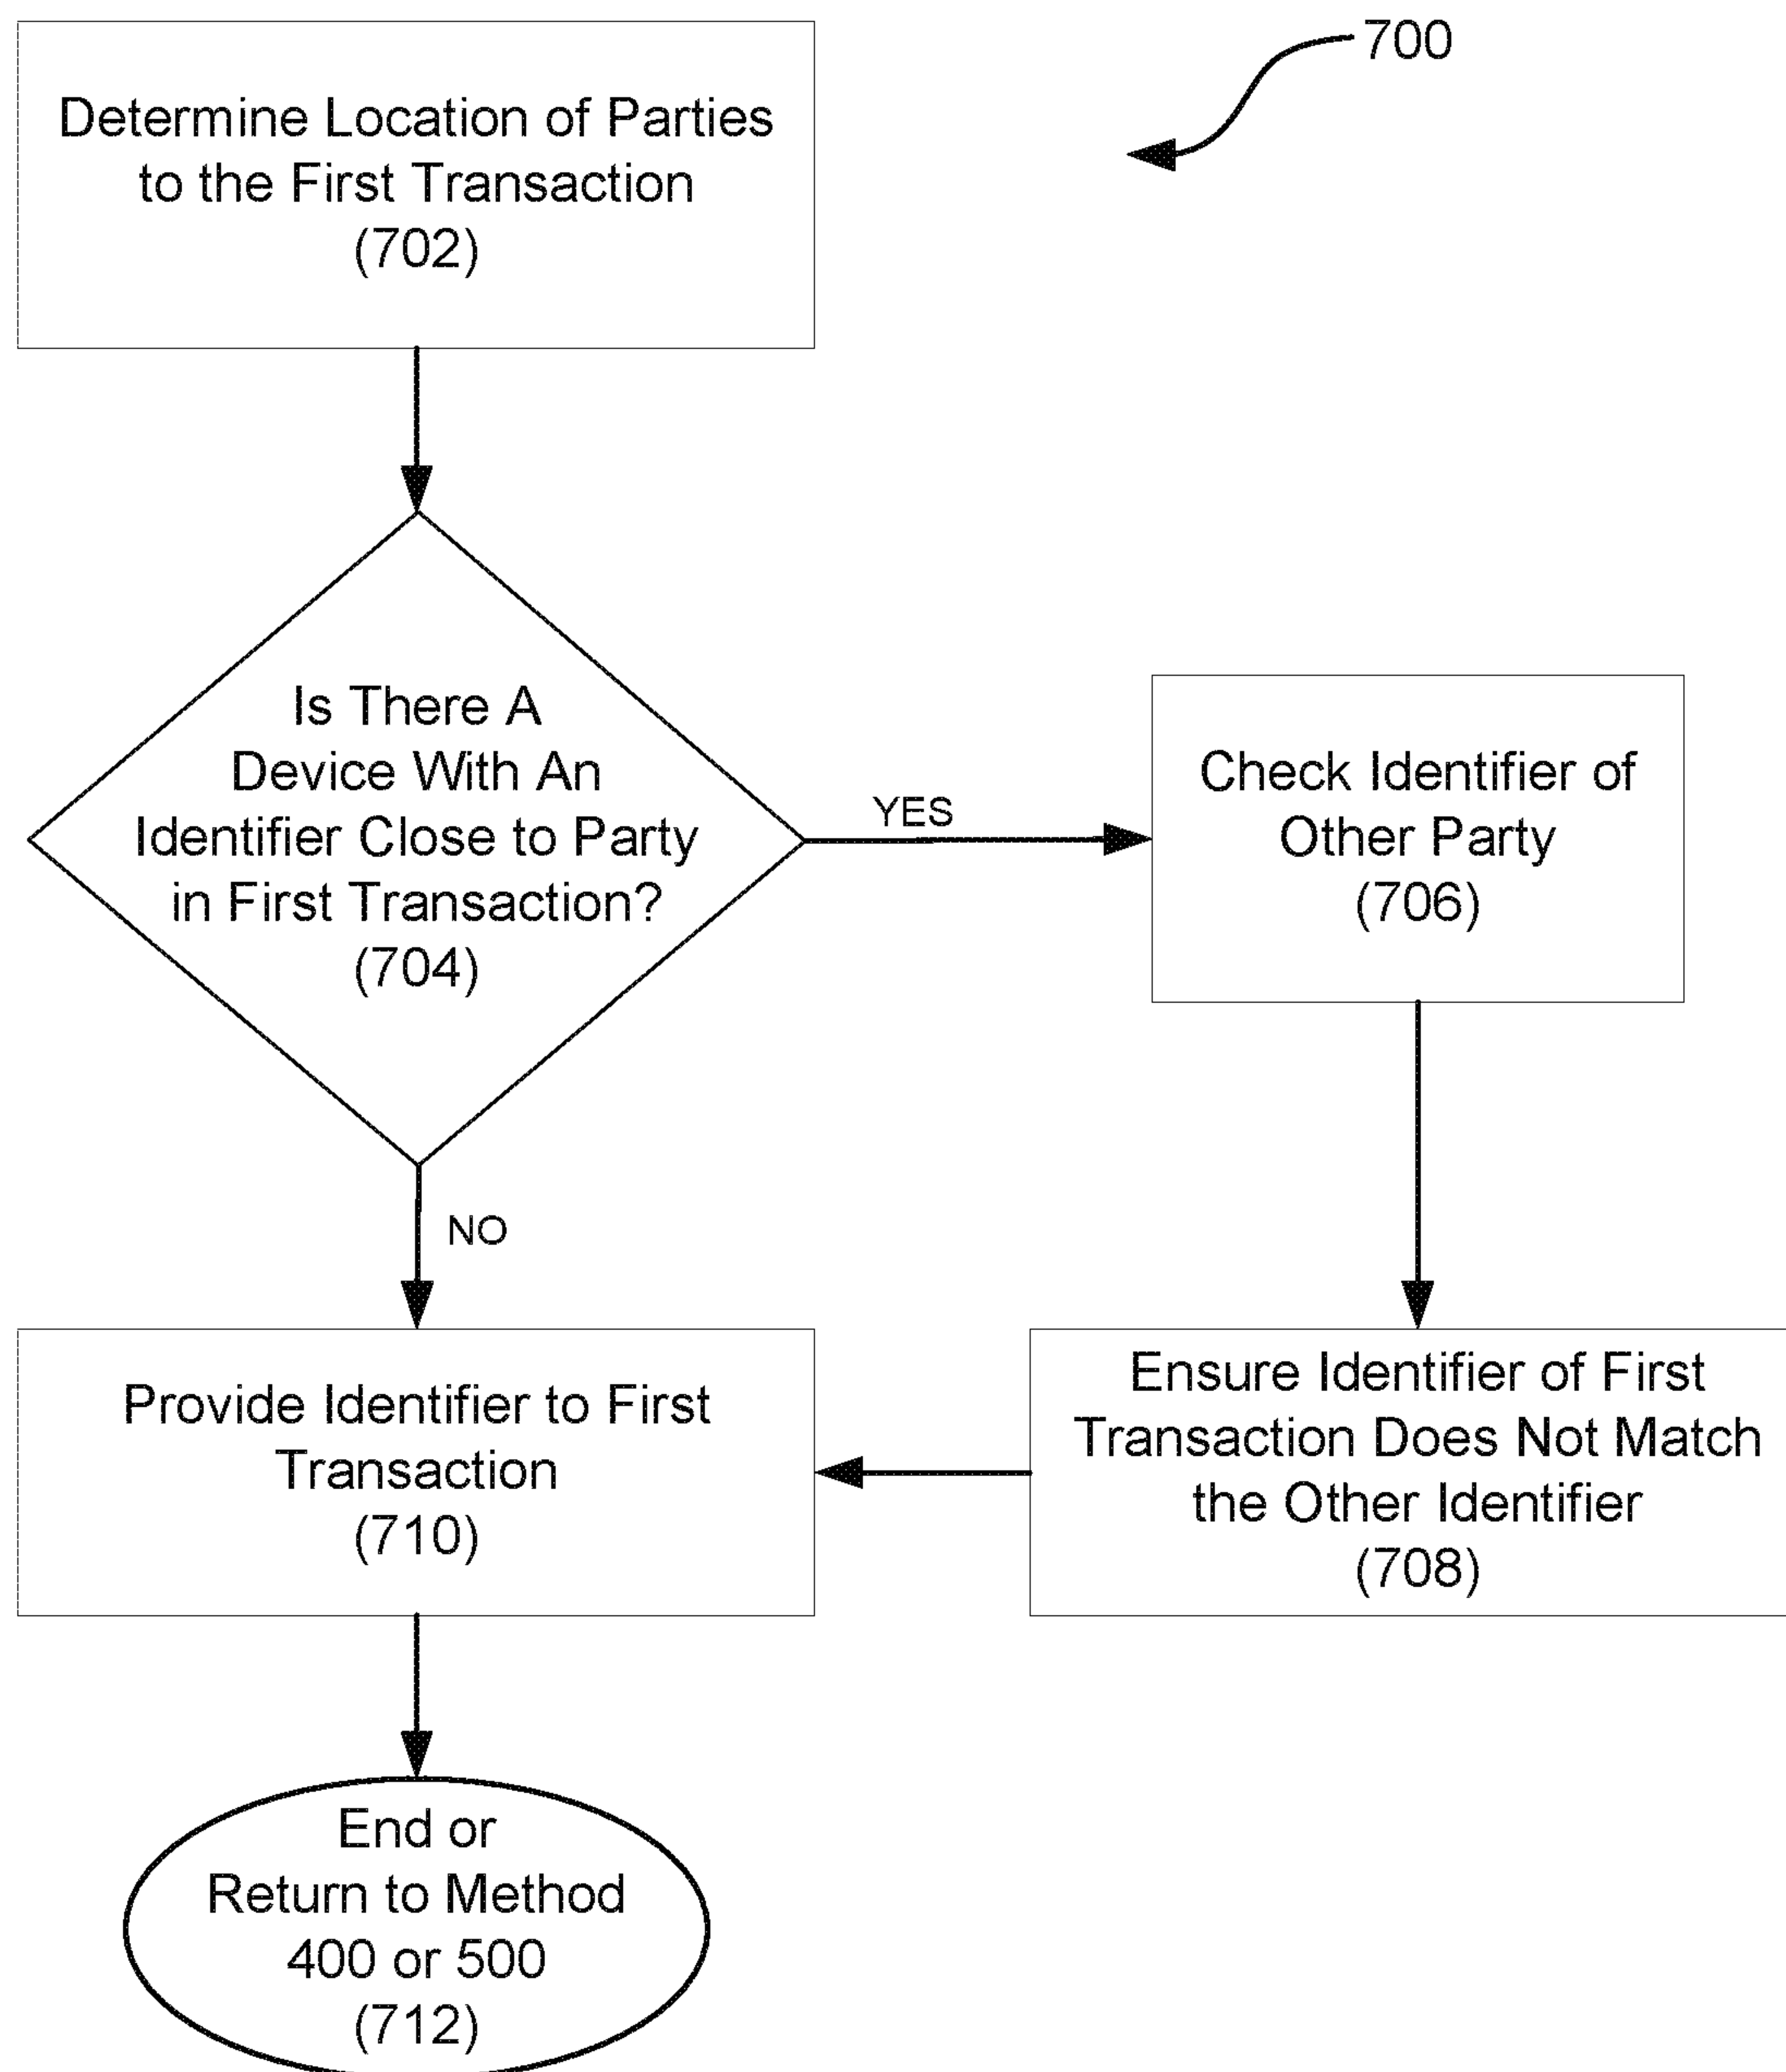 700
Determine Location of Parties
to the First Transaction
(702)
Is There A
Device With An
Identifier Close to Party
in First Transaction?
(704)
YES
Check Identifier of
Other Party
(706)
NO
Ensure Identifier of First
Transaction Does Not Match
the Other Identifier
(708)
Provide Identifier to First
Transaction
(710)
End or
Return to Method
400 or 500
(712)